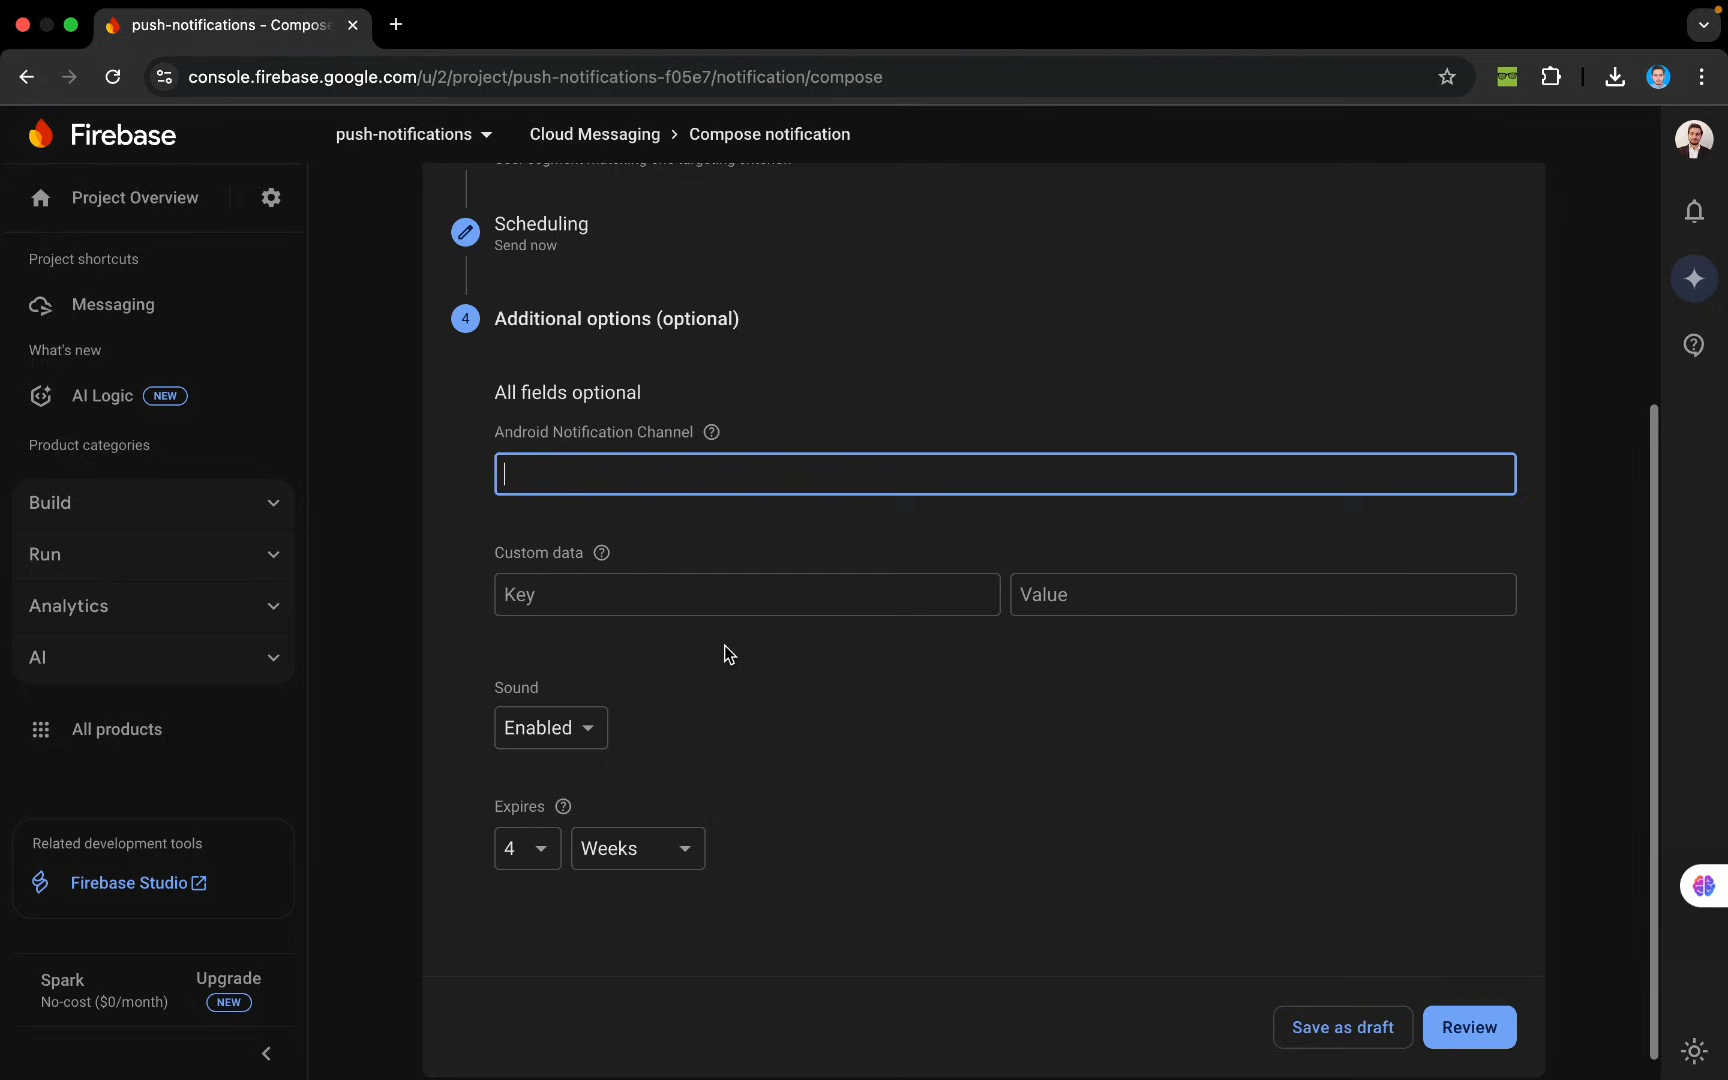 push-notifications - Compos
console.firebase.google.com/u/2/project/push-notifications-f05e7/notification/compose
Firebase
push-notifications
Cloud Messaging > Compose notification
Project Overview
Project shortcuts
Messaging
What's new
AI Logic NEW
Product categories
Build
Run
Analytics
AI
All products
Related development tools
Firebase Studio
Spark
No-cost ($0/month)
Upgrade
NEW
Scheduling
Send now
4 Additional options (optional)
All fields optional
Android Notification Channel
Custom data
Key
Value
Sound
Enabled
Expires
4
Weeks
Save as draft
Review